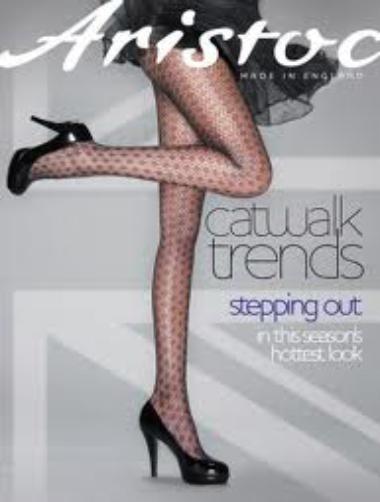 Aristoc
MADE IN ENGLAND
catwalk
trends
stepping out
in this season's
hottest look